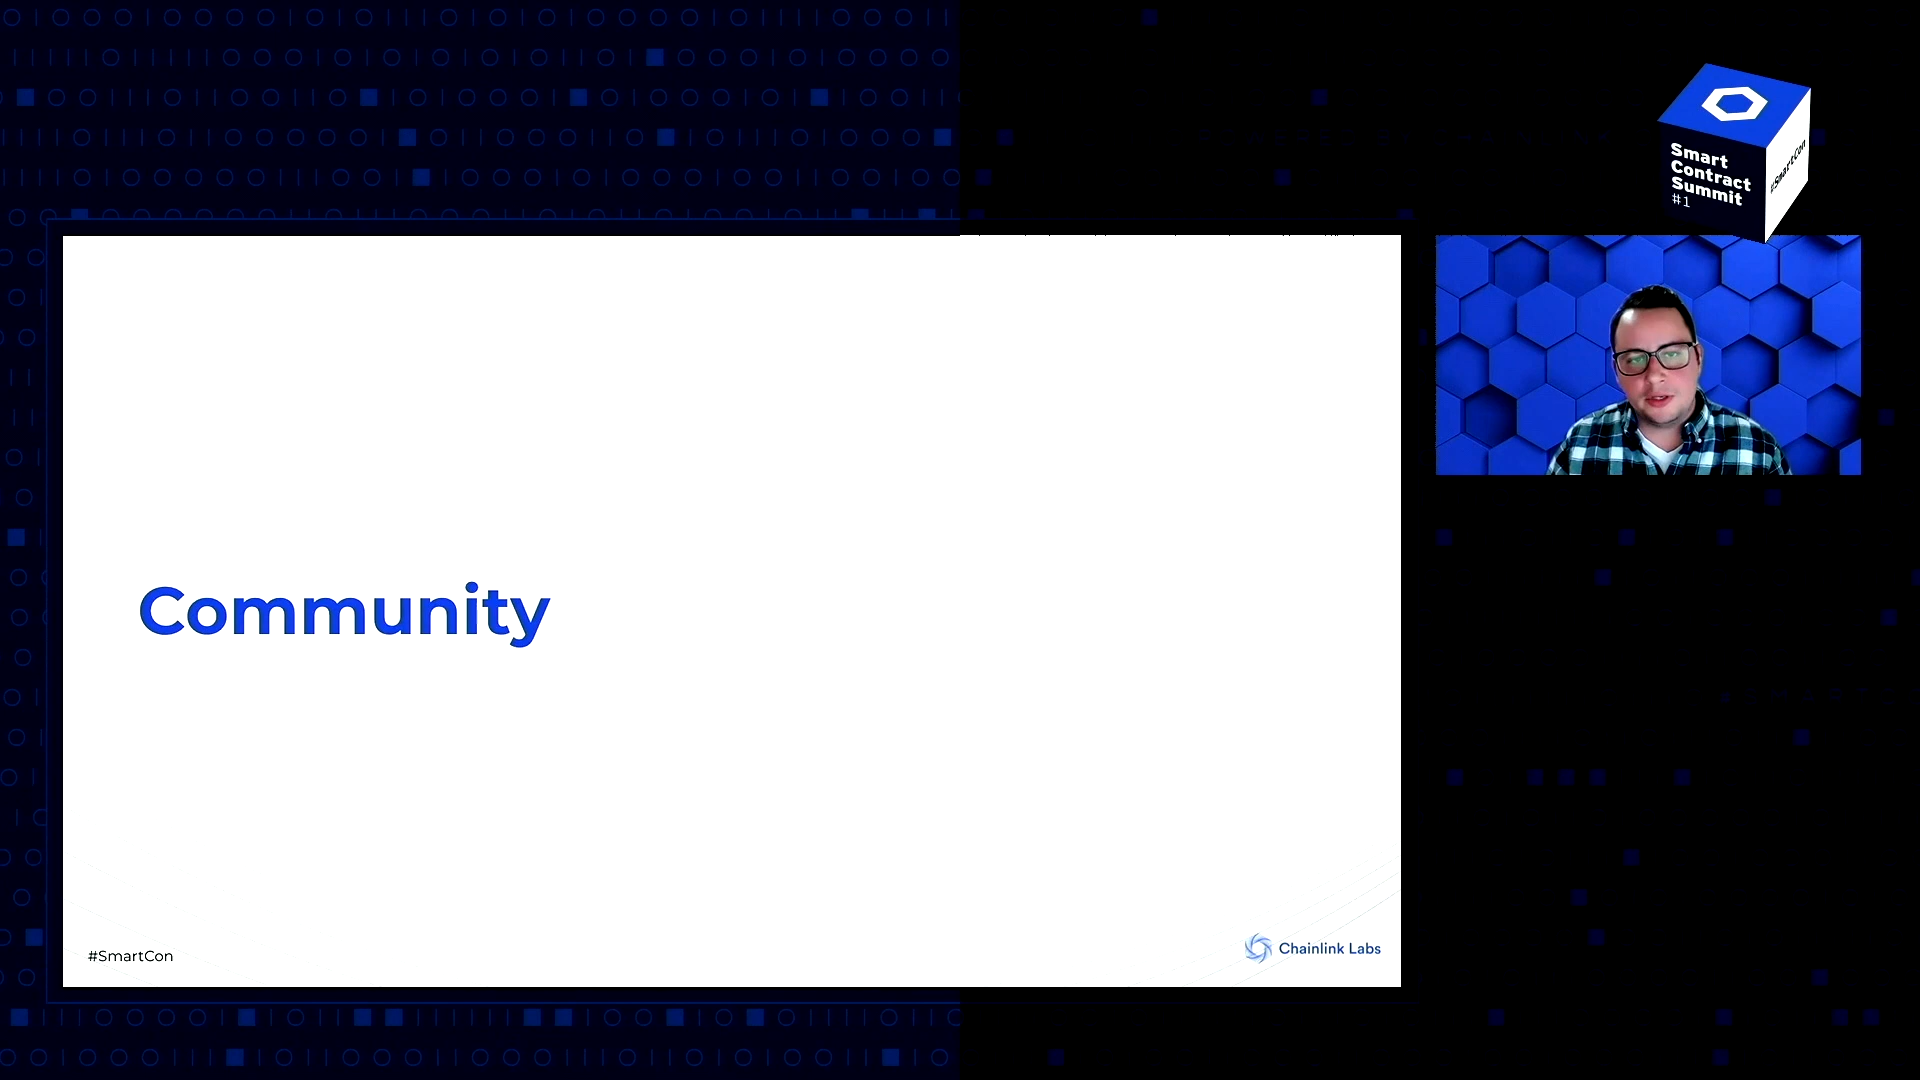 Smart
Contract
Summit
#1
#SmartCon
Community
#SmartCon
Chainlink Labs